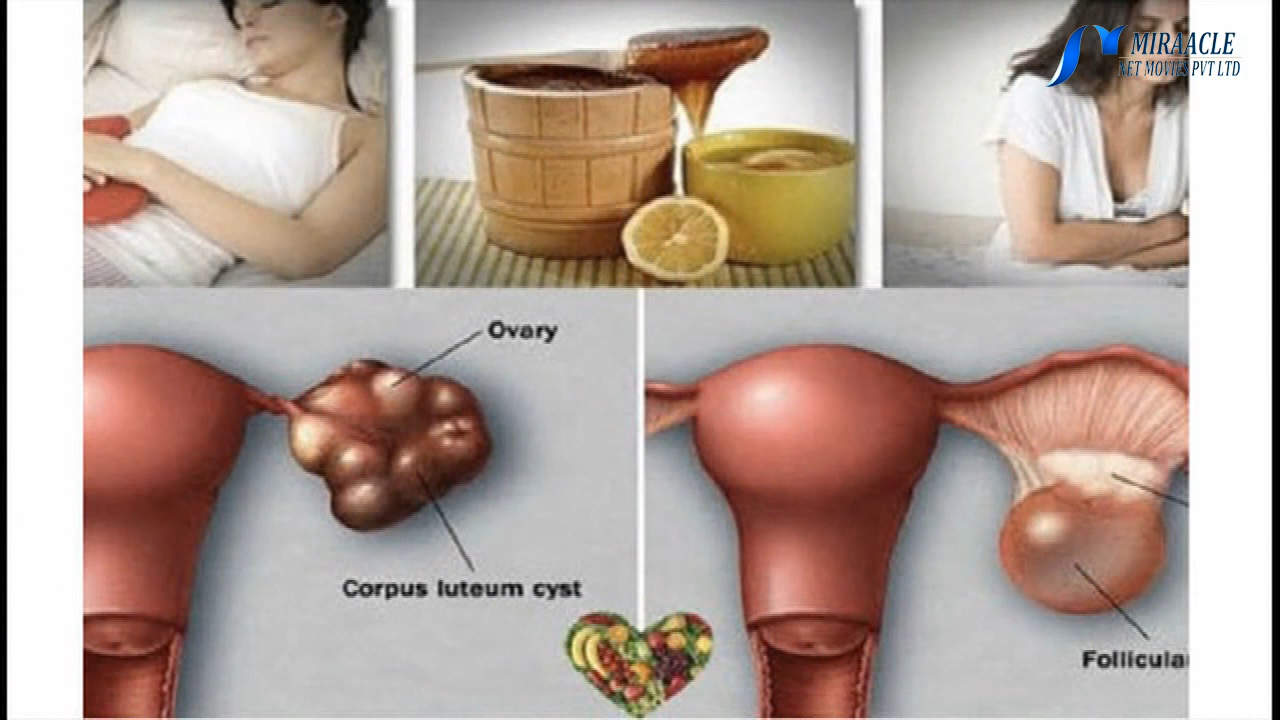 MIRAACLE
NET MOVIES PVT LTD
Ovary
Corpus luteum cyst
Follicula